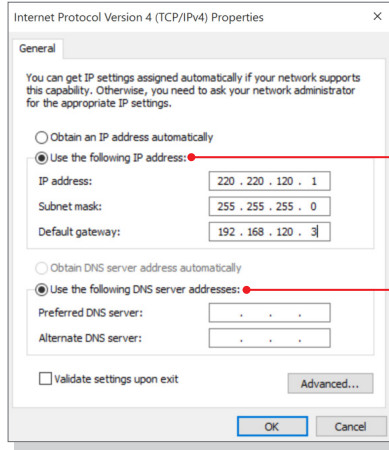 Internet Protocol Version 4 (TCP/IPv4) Properties
General
You can get IP settings assigned automatically if your network supports
this capability. Otherwise, you need to ask your network administrator
for the appropriate IP settings.
Obtain an IP address automatically
Use the following IP address:
IP address: 220 . 220 . 120 . 1
Subnet mask: 255 . 255 . 255 . 0
Default gateway: 192 . 168 . 120 . 3
Obtain DNS server address automatically
Use the following DNS server addresses:
Preferred DNS server: . . .
Alternate DNS server: . . .
Validate settings upon exit
Advanced...
OK Cancel